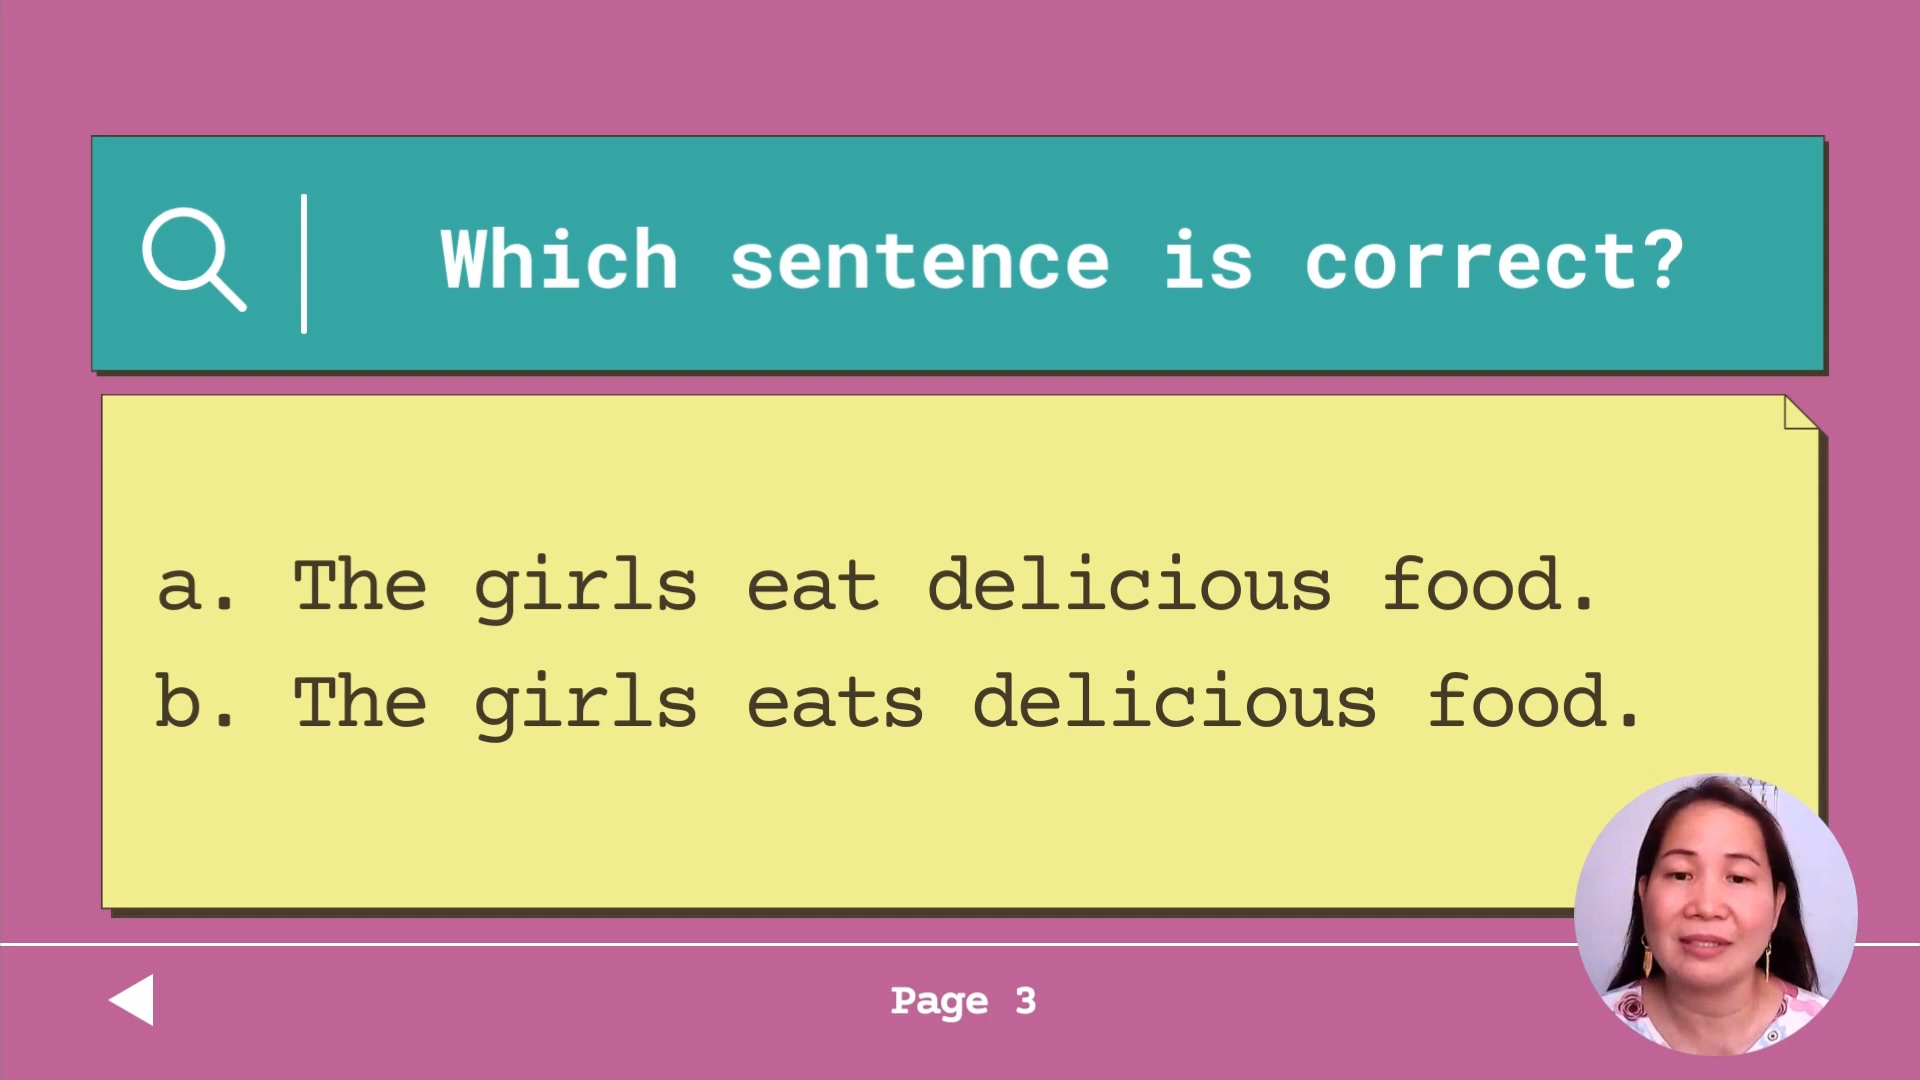 Which sentence is correct?
a. The girls eat delicious food.
b. The girls eats delicious food.
Page 3